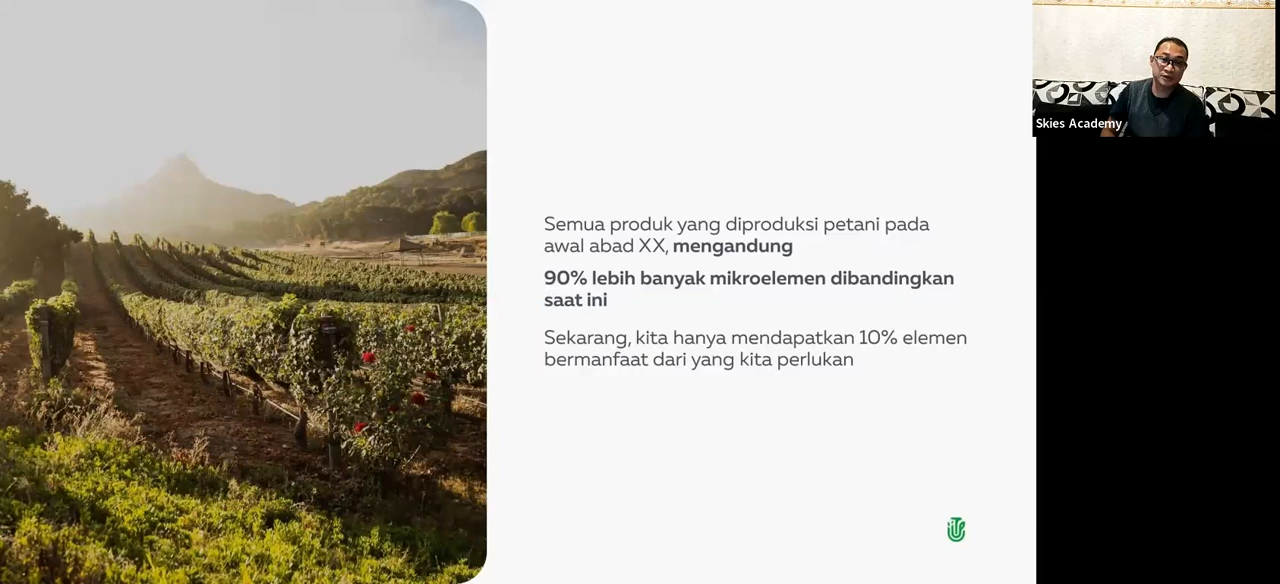 Semua produk yang diproduksi petani pada
awal abad XX, mengandung
90% lebih banyak mikroelemen dibandingkan
saat ini
Sekarang, kita hanya mendapatkan 10% elemen
bermanfaat dari yang kita perlukan
Skies Academy